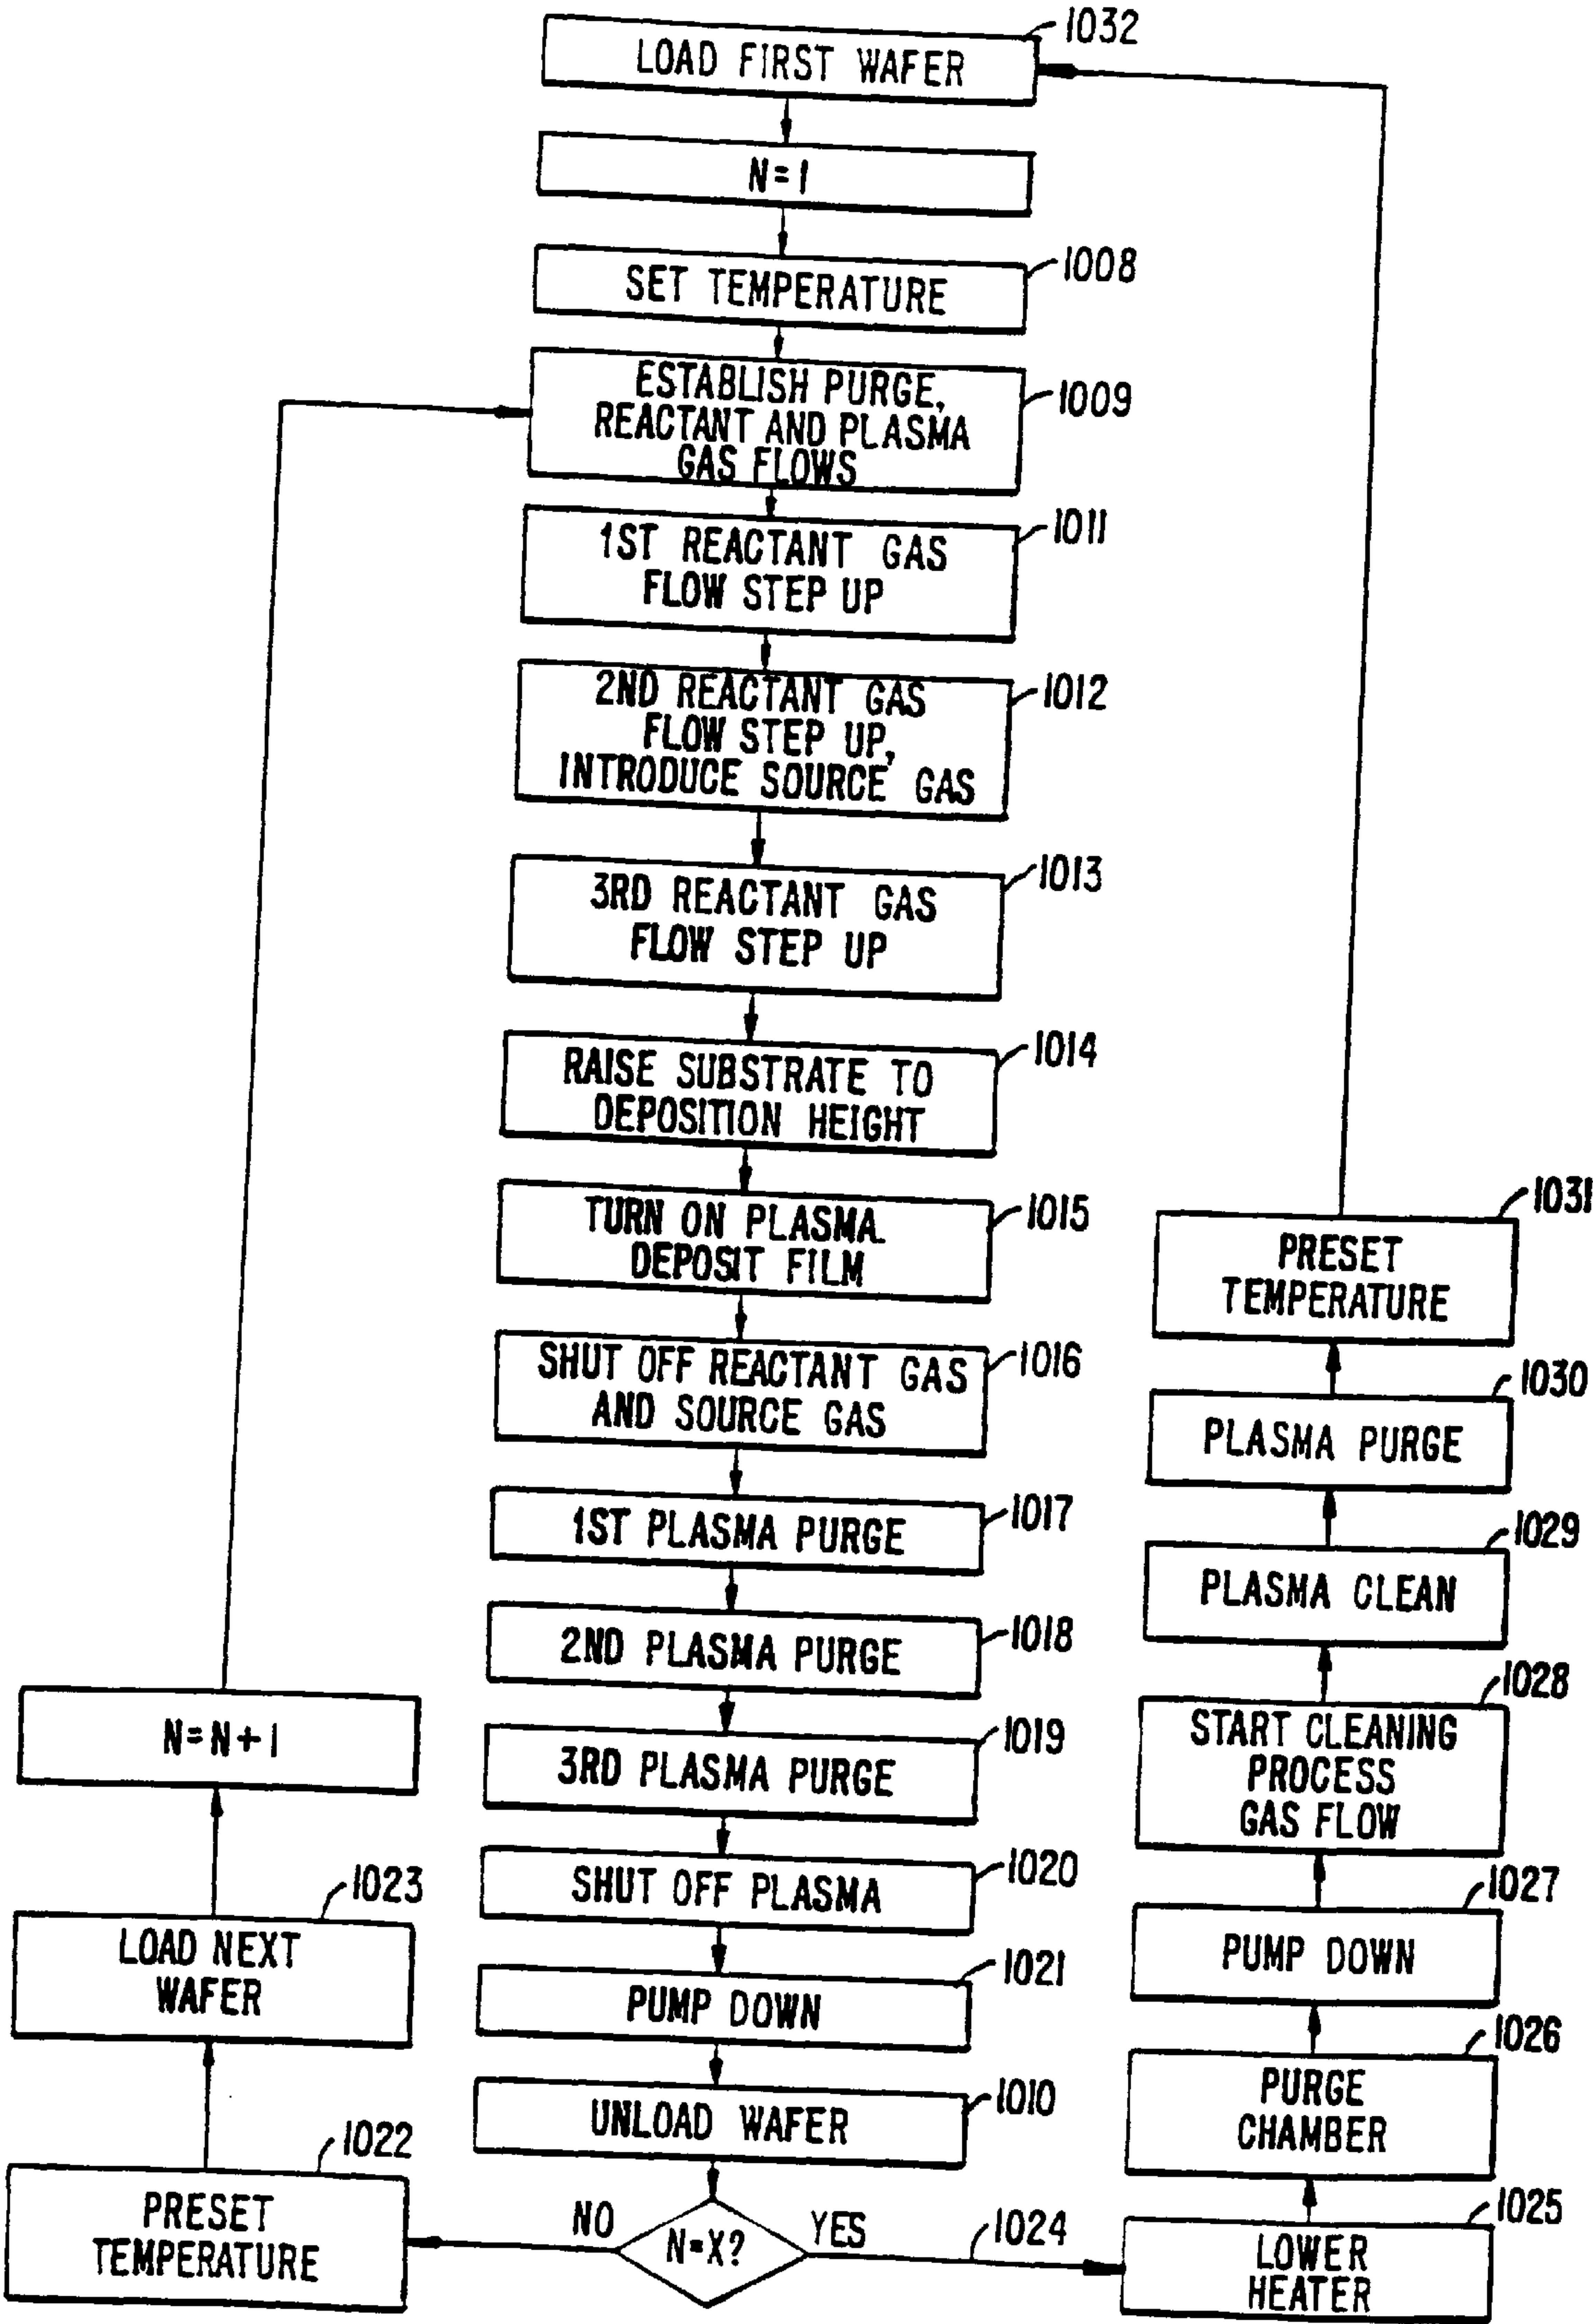 1032
LOAD FIRST WAFER
N=1
1008
SET TEMPERATURE
1009
ESTABLISH PURGE,
REACTANT AND PLASMA
GAS FLOWS
1011
1ST REACTANT GAS
FLOW STEP UP
1012
2ND REACTANT GAS
FLOW STEP UP,
INTRODUCE SOURCE GAS
1013
3RD REACTANT GAS
FLOW STEP UP
1014
RAISE SUBSTRATE TO
DEPOSITION HEIGHT
1015
TURN ON PLASMA.
DEPOSIT FILM
1016
SHUT OFF REACTANT GAS
AND SOURCE GAS
1017
1ST PLASMA PURGE
1018
2ND PLASMA PURGE
1019
3RD PLASMA PURGE
1020
SHUT OFF PLASMA
1021
PUMP DOWN
1010
UNLOAD WAFER
N=X?
NO
1022
PRESET
TEMPERATURE
1023
LOAD NEXT
WAFER
N=N+1
YES
1024
1025
LOWER
HEATER
1026
PURGE
CHAMBER
1027
PUMP DOWN
1028
START CLEANING
PROCESS
GAS FLOW
1029
PLASMA CLEAN
1030
PLASMA PURGE
1031
PRESET
TEMPERATURE